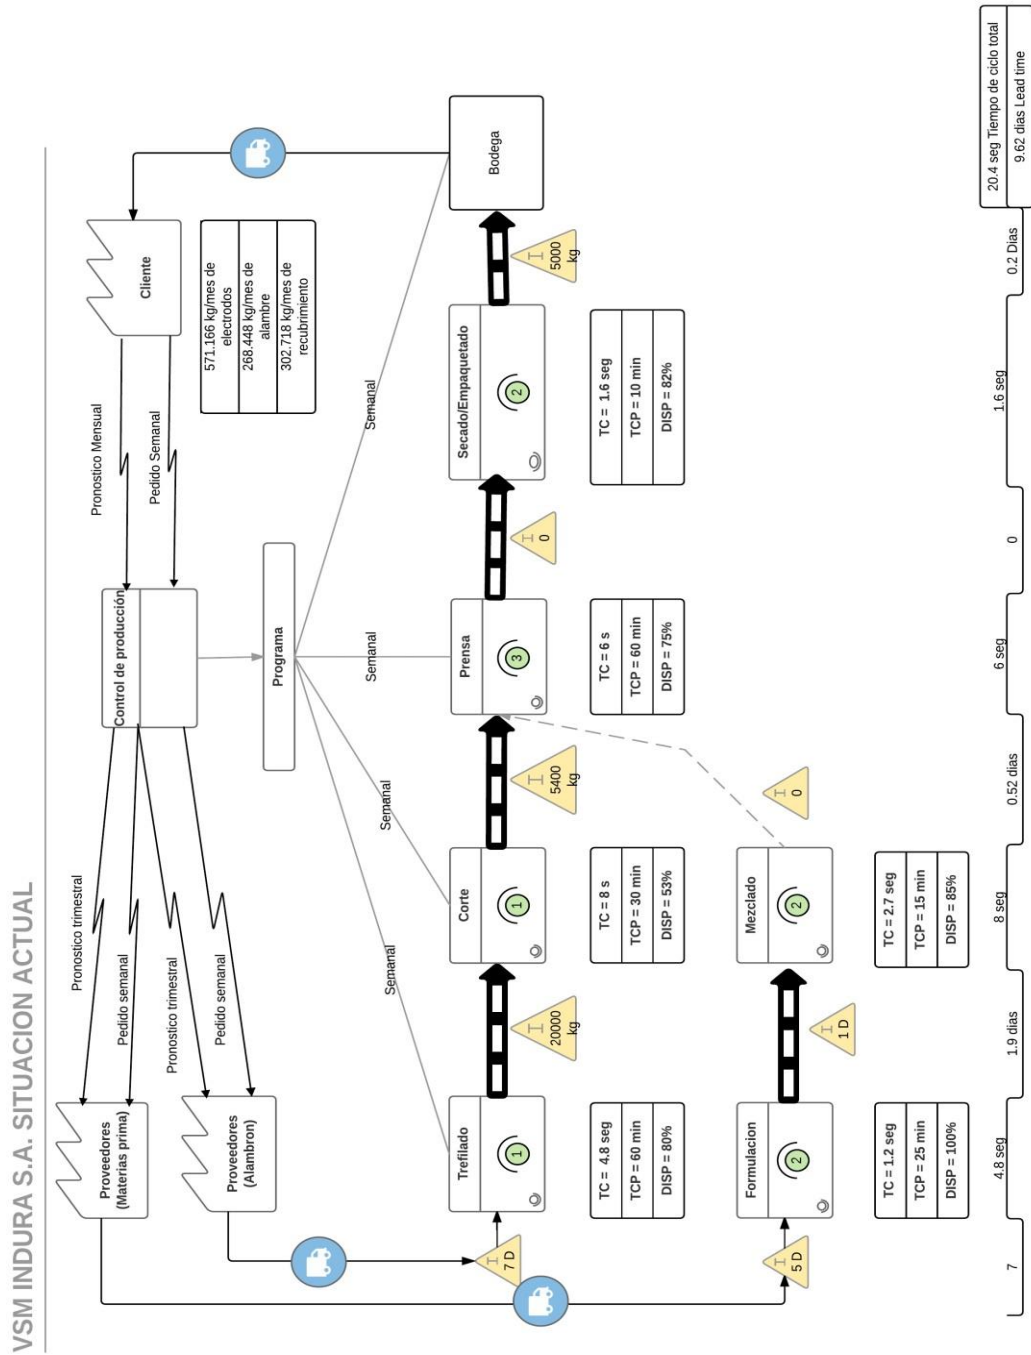 VSM INDURA S.A. SITUACION ACTUAL
Proveedores
(Materias prima)
Proveedores
(Alambron)
Pronostico trimestral
Pedido semanal
Pronostico trimestral
Pedido semanal
Control de producción
Pronostico Mensual
Pedido Semanal
Cliente
571.166 kg/mes de
electrodos
268.448 kg/mes de
alambre
302.718 kg/mes de
recubrimiento
Programa
Semanal
Semanal
Semanal
Semanal
I
7 D
Trefilado
1
TC = 4.8 seg
TCP = 60 min
DISP = 80%
I
20000
kg
Corte
1
TC = 8 s
TCP = 30 min
DISP = 53%
I
5400
kg
Prensa
3
TC = 6 s
TCP = 60 min
DISP = 75%
I
0
Secado/Empaquetado
2
TC = 1.6 seg
TCP = 10 min
DISP = 82%
I
5000
kg
Bodega
I
5 D
Formulacion
2
TC = 1.2 seg
TCP = 25 min
DISP = 100%
I
1 D
Mezclado
2
TC = 2.7 seg
TCP = 15 min
DISP = 85%
I
0
7
4.8 seg
1.9 dias
8 seg
0.52 dias
6 seg
0
1.6 seg
0.2 Dias
20.4 seg Tiempo de ciclo total
9.62 dias Lead time